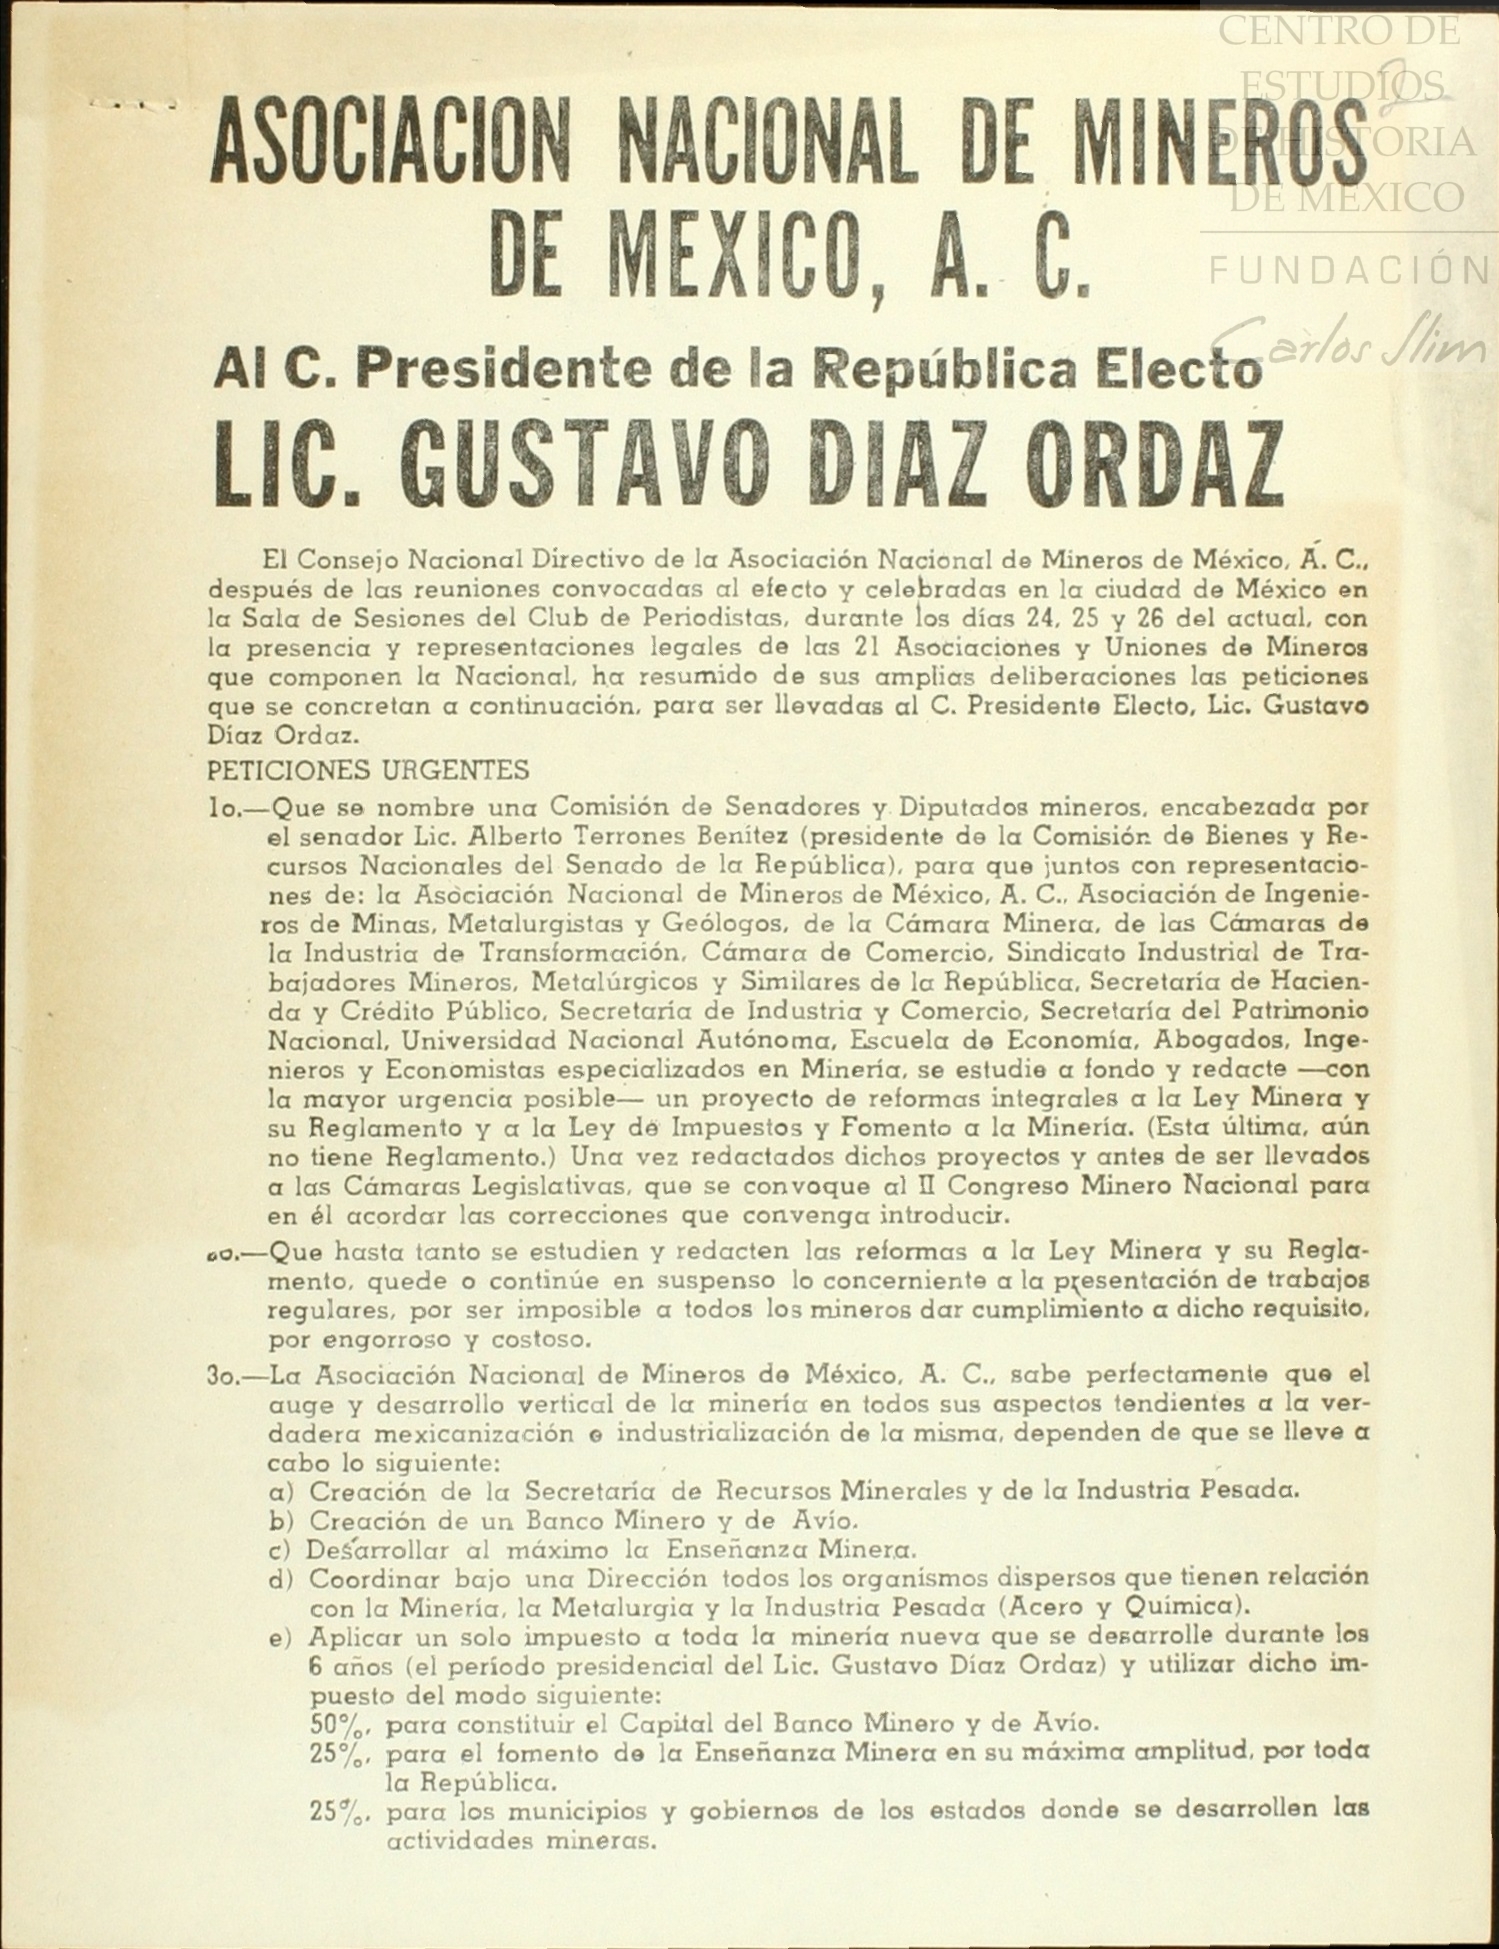 CENTRO DE
ESTUDIOS
DE HISTORIA
DE MEXICO
FUNDACIÓN
Carlos Slim
2
ASOCIACION NACIONAL DE MINEROS
DE MEXICO, A. C.
Al C. Presidente de la República Electo
LIC. GUSTAVO DIAZ ORDAZ
El Consejo Nacional Directivo de la Asociación Nacional de Mineros de México, A. C.,
después de las reuniones convocadas al efecto y celebradas en la ciudad de México en
la Sala de Sesiones del Club de Periodistas, durante los días 24, 25 y 26 del actual, con
la presencia y representaciones legales de las 21 Asociaciones y Uniones de Mineros
que componen la Nacional, ha resumido de sus amplias deliberaciones las peticiones
que se concretan a continuación, para ser llevadas al C. Presidente Electo, Lic. Gustavo
Díaz Ordaz.
PETICIONES URGENTES
1o.—Que se nombre una Comisión de Senadores y Diputados mineros, encabezada por
el senador Lic. Alberto Terrones Benítez (presidente de la Comisión de Bienes y Re-
cursos Nacionales del Senado de la República), para que juntos con representacio-
nes de: la Asociación Nacional de Mineros de México, A. C., Asociación de Ingenie-
ros de Minas, Metalurgistas y Geólogos, de la Cámara Minera, de las Cámaras de
la Industria de Transformación, Cámara de Comercio, Sindicato Industrial de Tra-
bajadores Mineros, Metalúrgicos y Similares de la República, Secretaría de Hacien-
da y Crédito Público, Secretaría de Industria y Comercio, Secretaría del Patrimonio
Nacional, Universidad Nacional Autónoma, Escuela de Economía, Abogados, Inge-
nieros y Economistas especializados en Minería, se estudie a fondo y redacte —con
la mayor urgencia posible— un proyecto de reformas integrales a la Ley Minera y
su Reglamento y a la Ley de Impuestos y Fomento a la Minería. (Esta última, aún
no tiene Reglamento.) Una vez redactados dichos proyectos y antes de ser llevados
a las Cámaras Legislativas, que se convoque al II Congreso Minero Nacional para
en él acordar las correcciones que convenga introducir.
—Que hasta tanto se estudien y redacten las reformas a la Ley Minera y su Regla-
mento, quede o continúe en suspenso lo concerniente a la presentación de trabajos
regulares, por ser imposible a todos los mineros dar cumplimiento a dicho requisito,
por engorroso y costoso.
3o.—La Asociación Nacional de Mineros de México, A. C., sabe perfectamente que el
auge y desarrollo vertical de la minería en todos sus aspectos tendientes a la ver-
dadera mexicanización e industrialización de la misma, dependen de que se lleve a
cabo lo siguiente:
a) Creación de la Secretaría de Recursos Minerales y de la Industria Pesada.
b) Creación de un Banco Minero y de Avío.
c) Desarrollar al máximo la Enseñanza Minera.
d) Coordinar bajo una Dirección todos los organismos dispersos que tienen relación
con la Minería, la Metalurgia y la Industria Pesada (Acero y Química).
e) Aplicar un solo impuesto a toda la minería nueva que se desarrolle durante los
6 años (el período presidencial del Lic. Gustavo Díaz Ordaz) y utilizar dicho im-
puesto del modo siguiente:
50%, para constituir el Capital del Banco Minero y de Avío.
25%, para el fomento de la Enseñanza Minera en su máxima amplitud, por toda
la República.
25%, para los municipios y gobiernos de los estados donde se desarrollen las
actividades mineras.